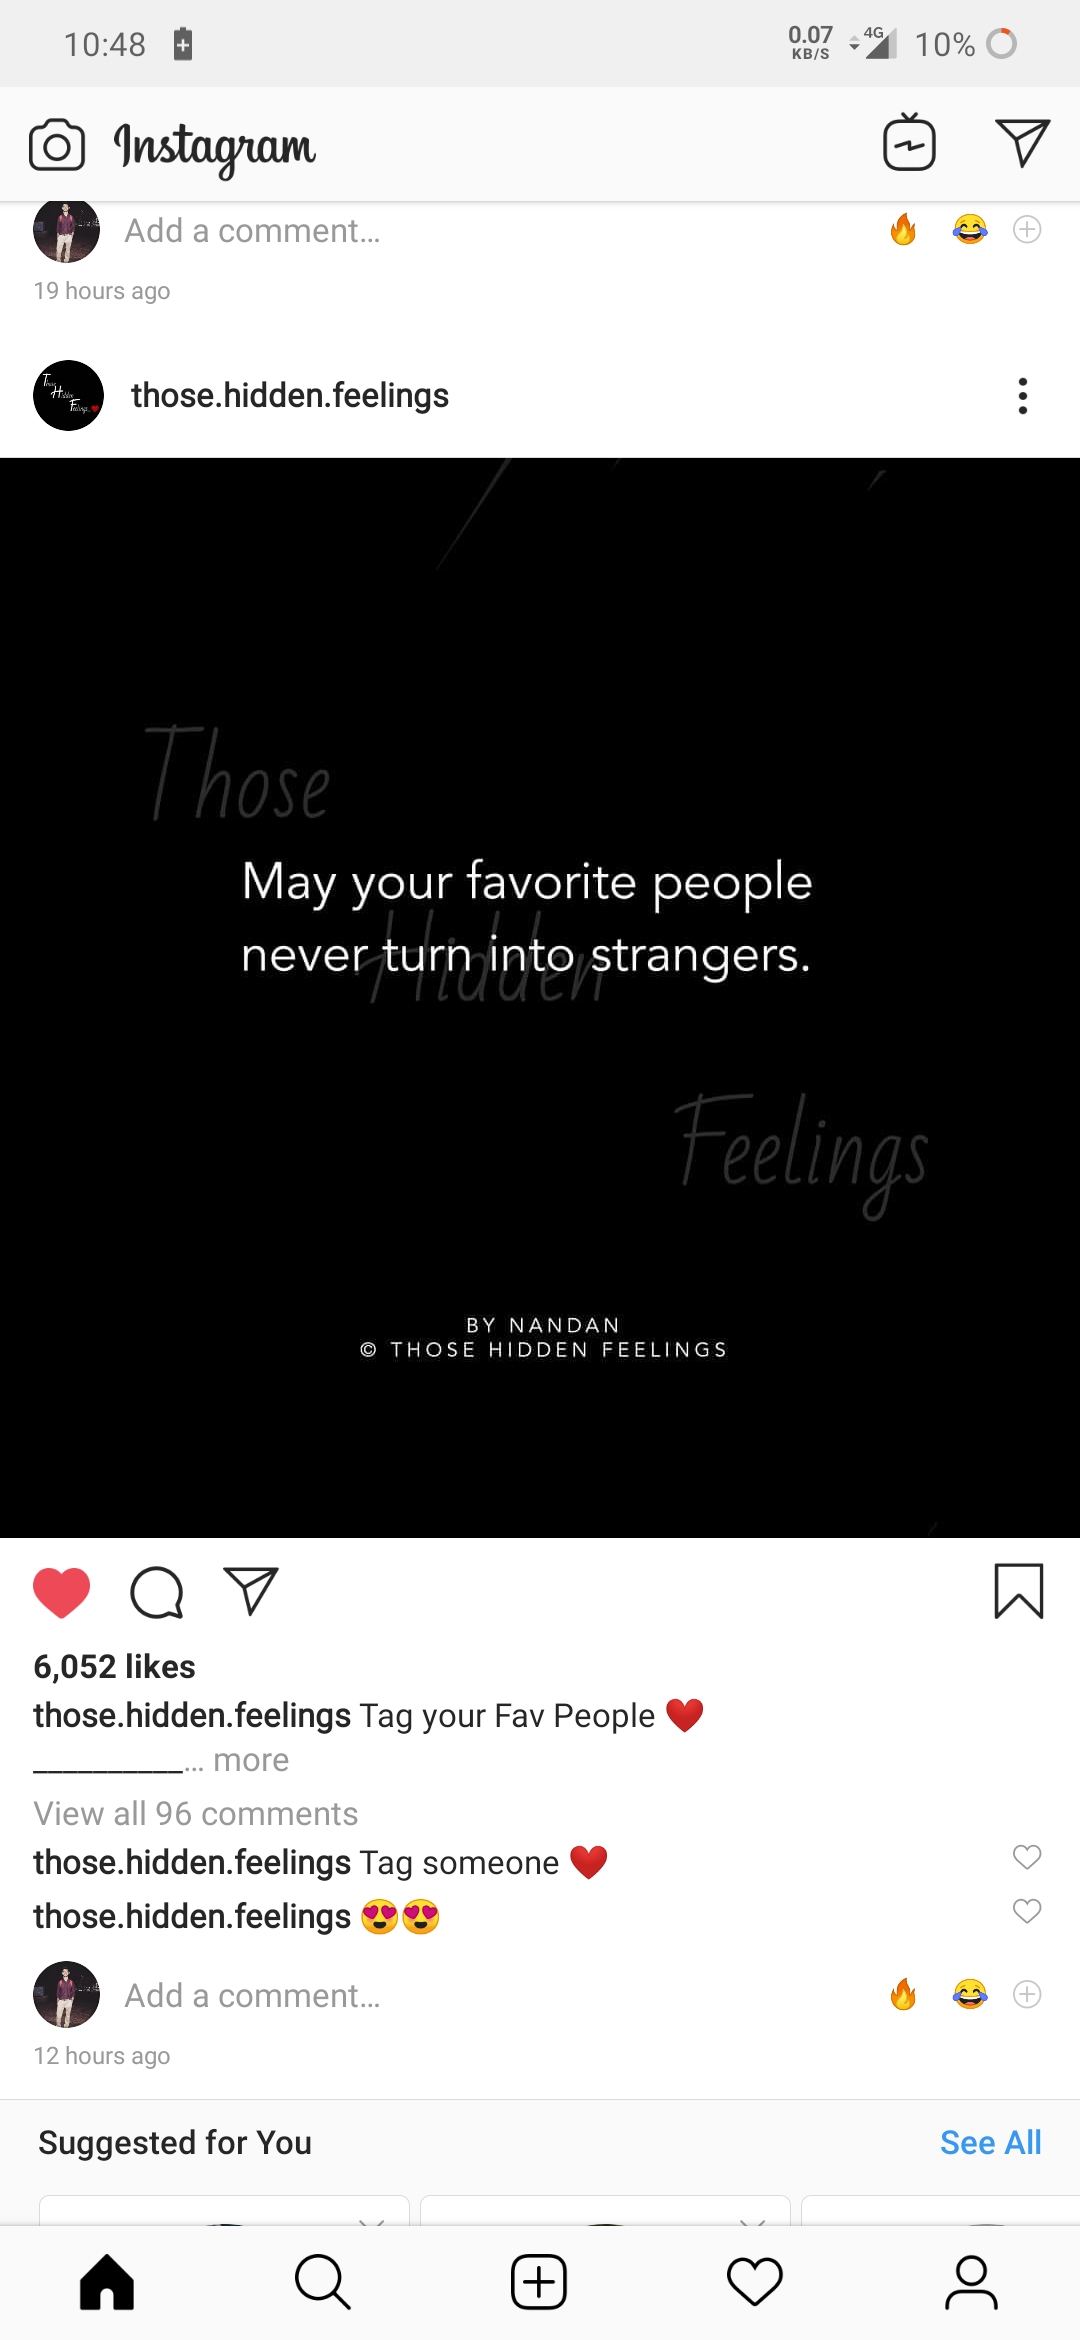 10:48
0.07
KB/S
4G
10%
Instagram
Add a comment...
19 hours ago
Those
Hidden
Feelings
those.hidden.feelings
Those
May your favorite people
never turn into strangers.
Hidden
Feelings
BY NANDAN
© THOSE HIDDEN FEELINGS
6,052 likes
those.hidden.feelings Tag your Fav People ❤️
__________... more
View all 96 comments
those.hidden.feelings Tag someone ❤️
those.hidden.feelings 😍😍
Add a comment...
12 hours ago
Suggested for You
See All